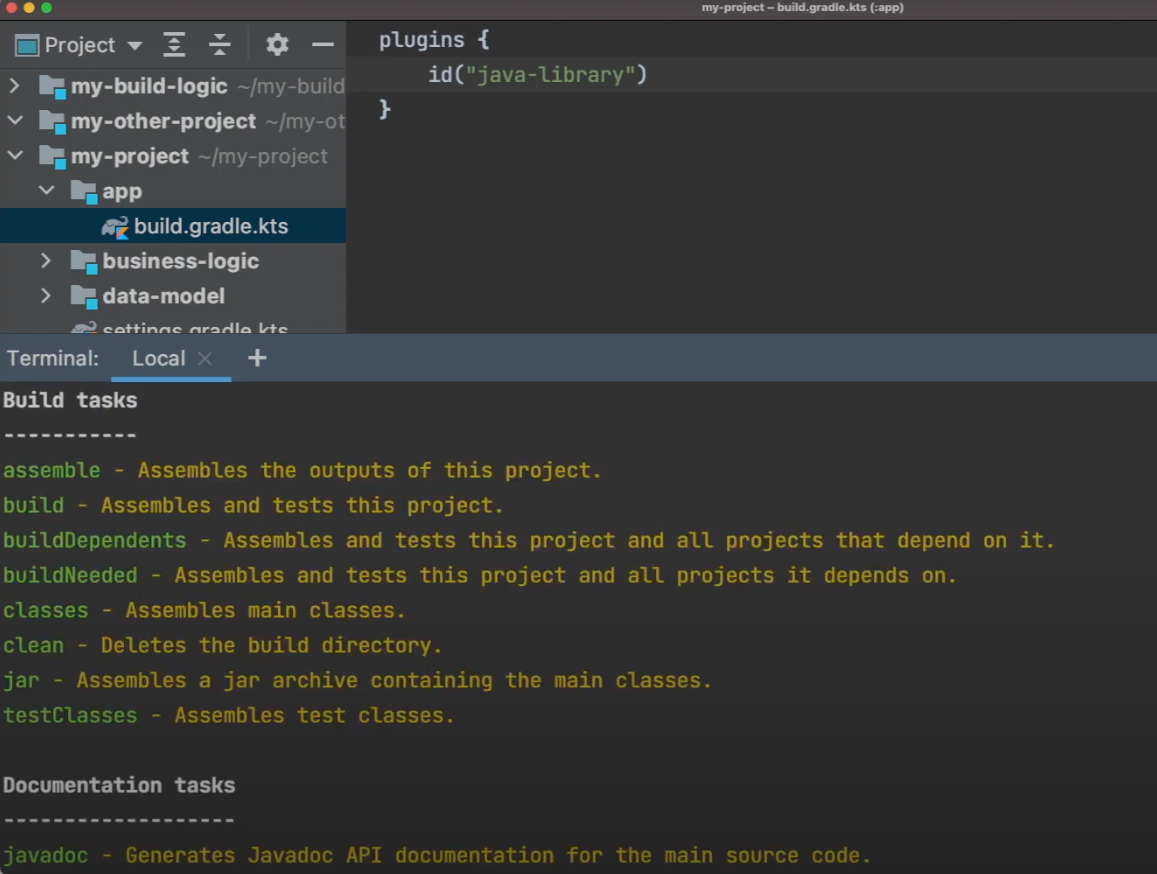 my-project – build.gradle.kts (:app)
Project
my-build-logic ~/my-build
my-other-project ~/my-ot
my-project ~/my-project
app
build.gradle.kts
business-logic
data-model
settings.gradle.kts
plugins {
id("java-library")
}
Terminal: Local × +
Build tasks
-----------
assemble - Assembles the outputs of this project.
build - Assembles and tests this project.
buildDependents - Assembles and tests this project and all projects that depend on it.
buildNeeded - Assembles and tests this project and all projects it depends on.
classes - Assembles main classes.
clean - Deletes the build directory.
jar - Assembles a jar archive containing the main classes.
testClasses - Assembles test classes.
Documentation tasks
-------------------
javadoc - Generates Javadoc API documentation for the main source code.